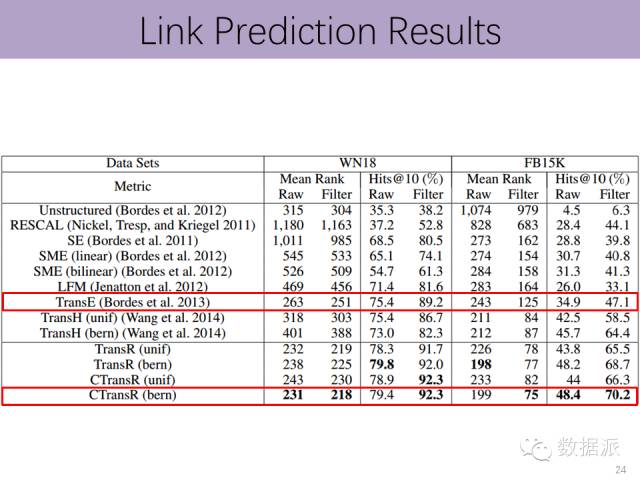 Link Prediction Results
Data Sets WN18 FB15K
Metric Mean Rank Hits@10 (%) Mean Rank Hits@10 (%)
Raw Filter Raw Filter Raw Filter Raw Filter
Unstructured (Bordes et al. 2012) 315 304 35.3 38.2 1,074 979 4.5 6.3
RESCAL (Nickel, Tresp, and Kriegel 2011) 1,180 1,163 37.2 52.8 828 683 28.4 44.1
SE (Bordes et al. 2011) 1,011 985 68.5 80.5 273 162 28.8 39.8
SME (linear) (Bordes et al. 2012) 545 533 65.1 74.1 274 154 30.7 40.8
SME (bilinear) (Bordes et al. 2012) 526 509 54.7 61.3 284 158 31.3 41.3
LFM (Jenatton et al. 2012) 469 456 71.4 81.6 283 164 26.0 33.1
TransE (Bordes et al. 2013) 263 251 75.4 89.2 243 125 34.9 47.1
TransH (unif) (Wang et al. 2014) 318 303 75.4 86.7 211 84 42.5 58.5
TransH (bern) (Wang et al. 2014) 401 388 73.0 82.3 212 87 45.7 64.4
TransR (unif) 232 219 78.3 91.7 226 78 43.8 65.5
TransR (bern) 238 225 79.8 92.0 198 77 48.2 68.7
CTransR (unif) 243 230 78.9 92.3 233 82 44 66.3
CTransR (bern) 231 218 79.4 92.3 199 75 48.4 70.2
数据派
24